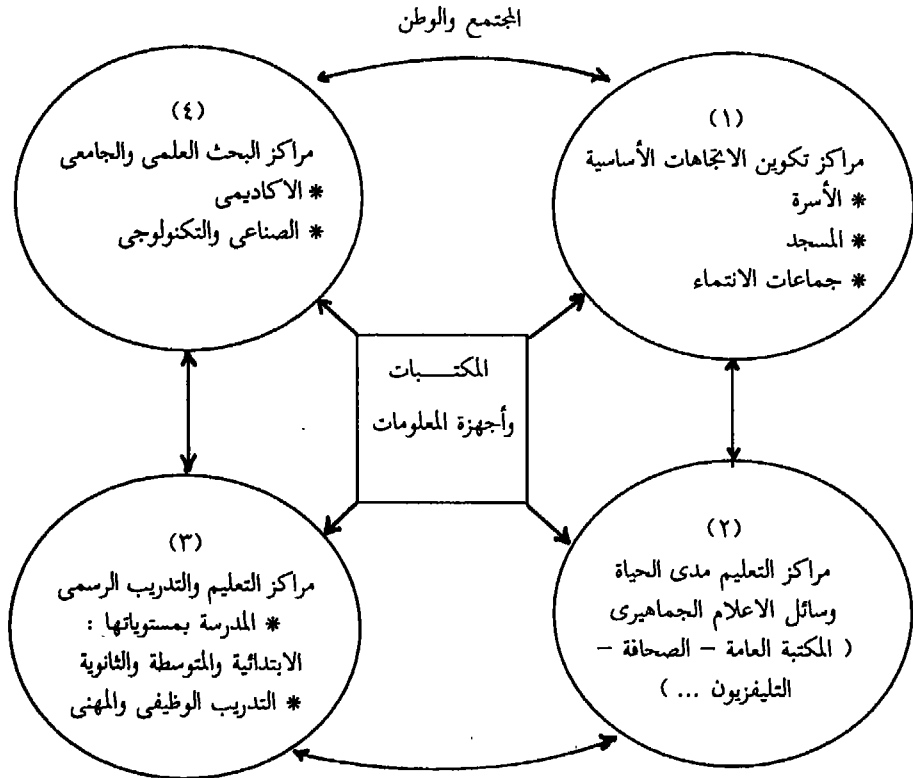 المجتمع والوطن
(١)
مراكز تكوين الاتجاهات الأساسية
* الأسرة
* المسجد
* جماعات الانتماء
(٤)
مراكز البحث العلمى والجامعى
* الاكاديمى
* الصناعى والتكنولوجى
المكتبات
وأجهزة المعلومات
(٢)
مراكز التعليم مدى الحياة
وسائل الاعلام الجماهيرى
( المكتبة العامة – الصحافة –
التليفزيون ... )
(٣)
مراكز التعليم والتدريب الرسمى
* المدرسة بمستوياتها :
الابتدائية والمتوسطة والثانوية
* التدريب الوظيفى والمهنى